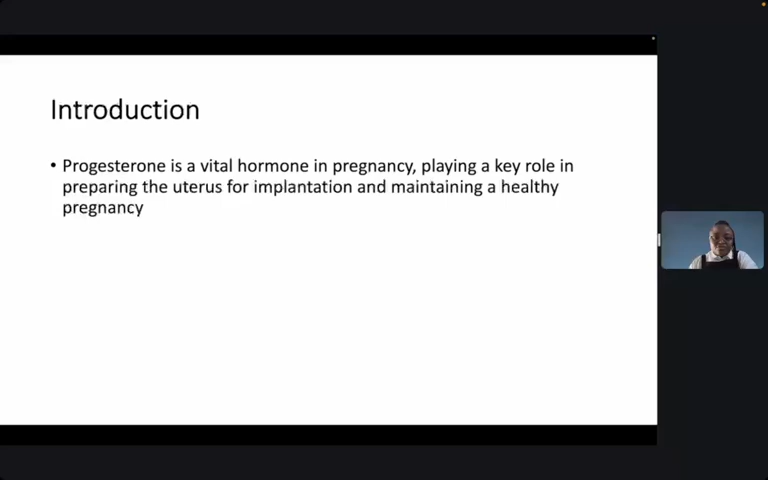 Introduction
• Progesterone is a vital hormone in pregnancy, playing a key role in
preparing the uterus for implantation and maintaining a healthy
pregnancy